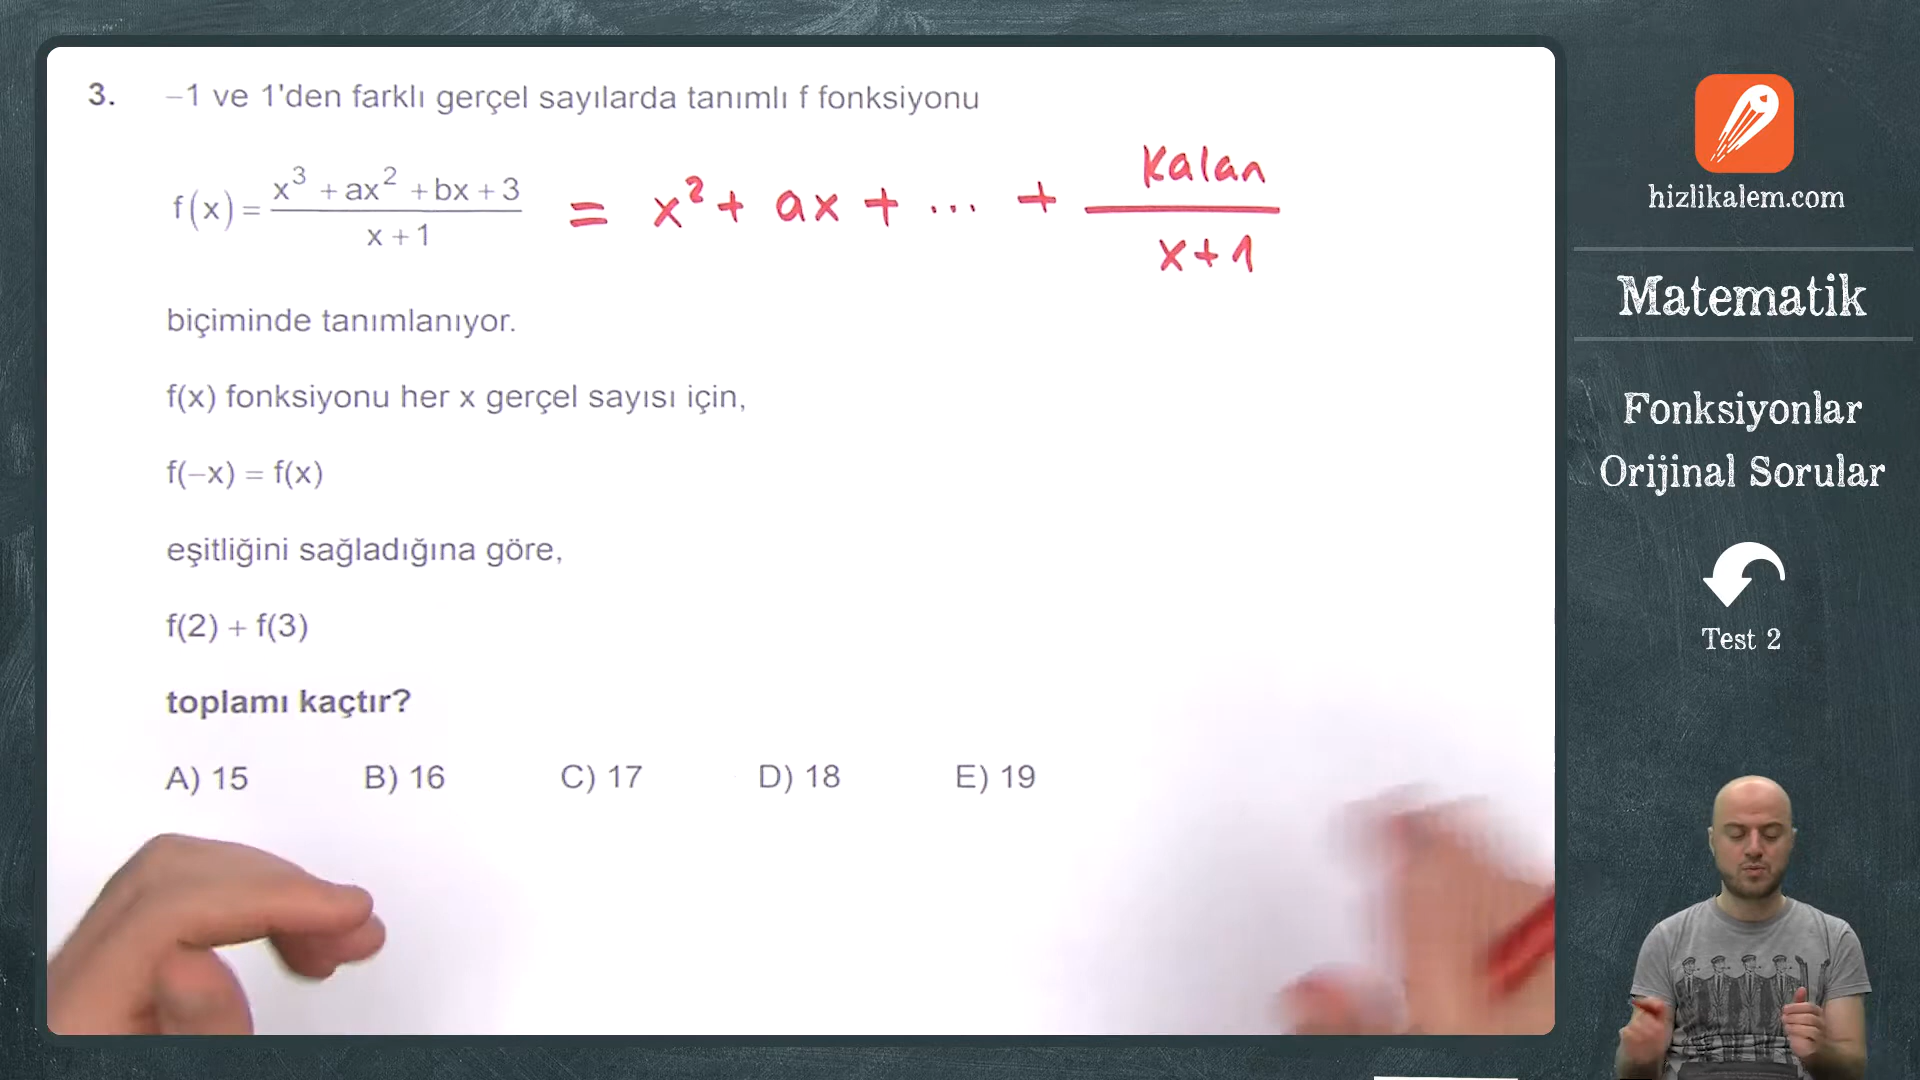 3. –1 ve 1'den farklı gerçel sayılarda tanımlı f fonksiyonu
f(x) = (x³ + ax² + bx + 3)/(x + 1) = x² + ax + ... + Kalan/(x + 1)
biçiminde tanımlanıyor.
f(x) fonksiyonu her x gerçel sayısı için,
f(–x) = f(x)
eşitliğini sağladığına göre,
f(2) + f(3)
toplamı kaçtır?
A) 15 B) 16 C) 17 D) 18 E) 19
hizlikalem.com
Matematik
Fonksiyonlar
Orijinal Sorular
Test 2